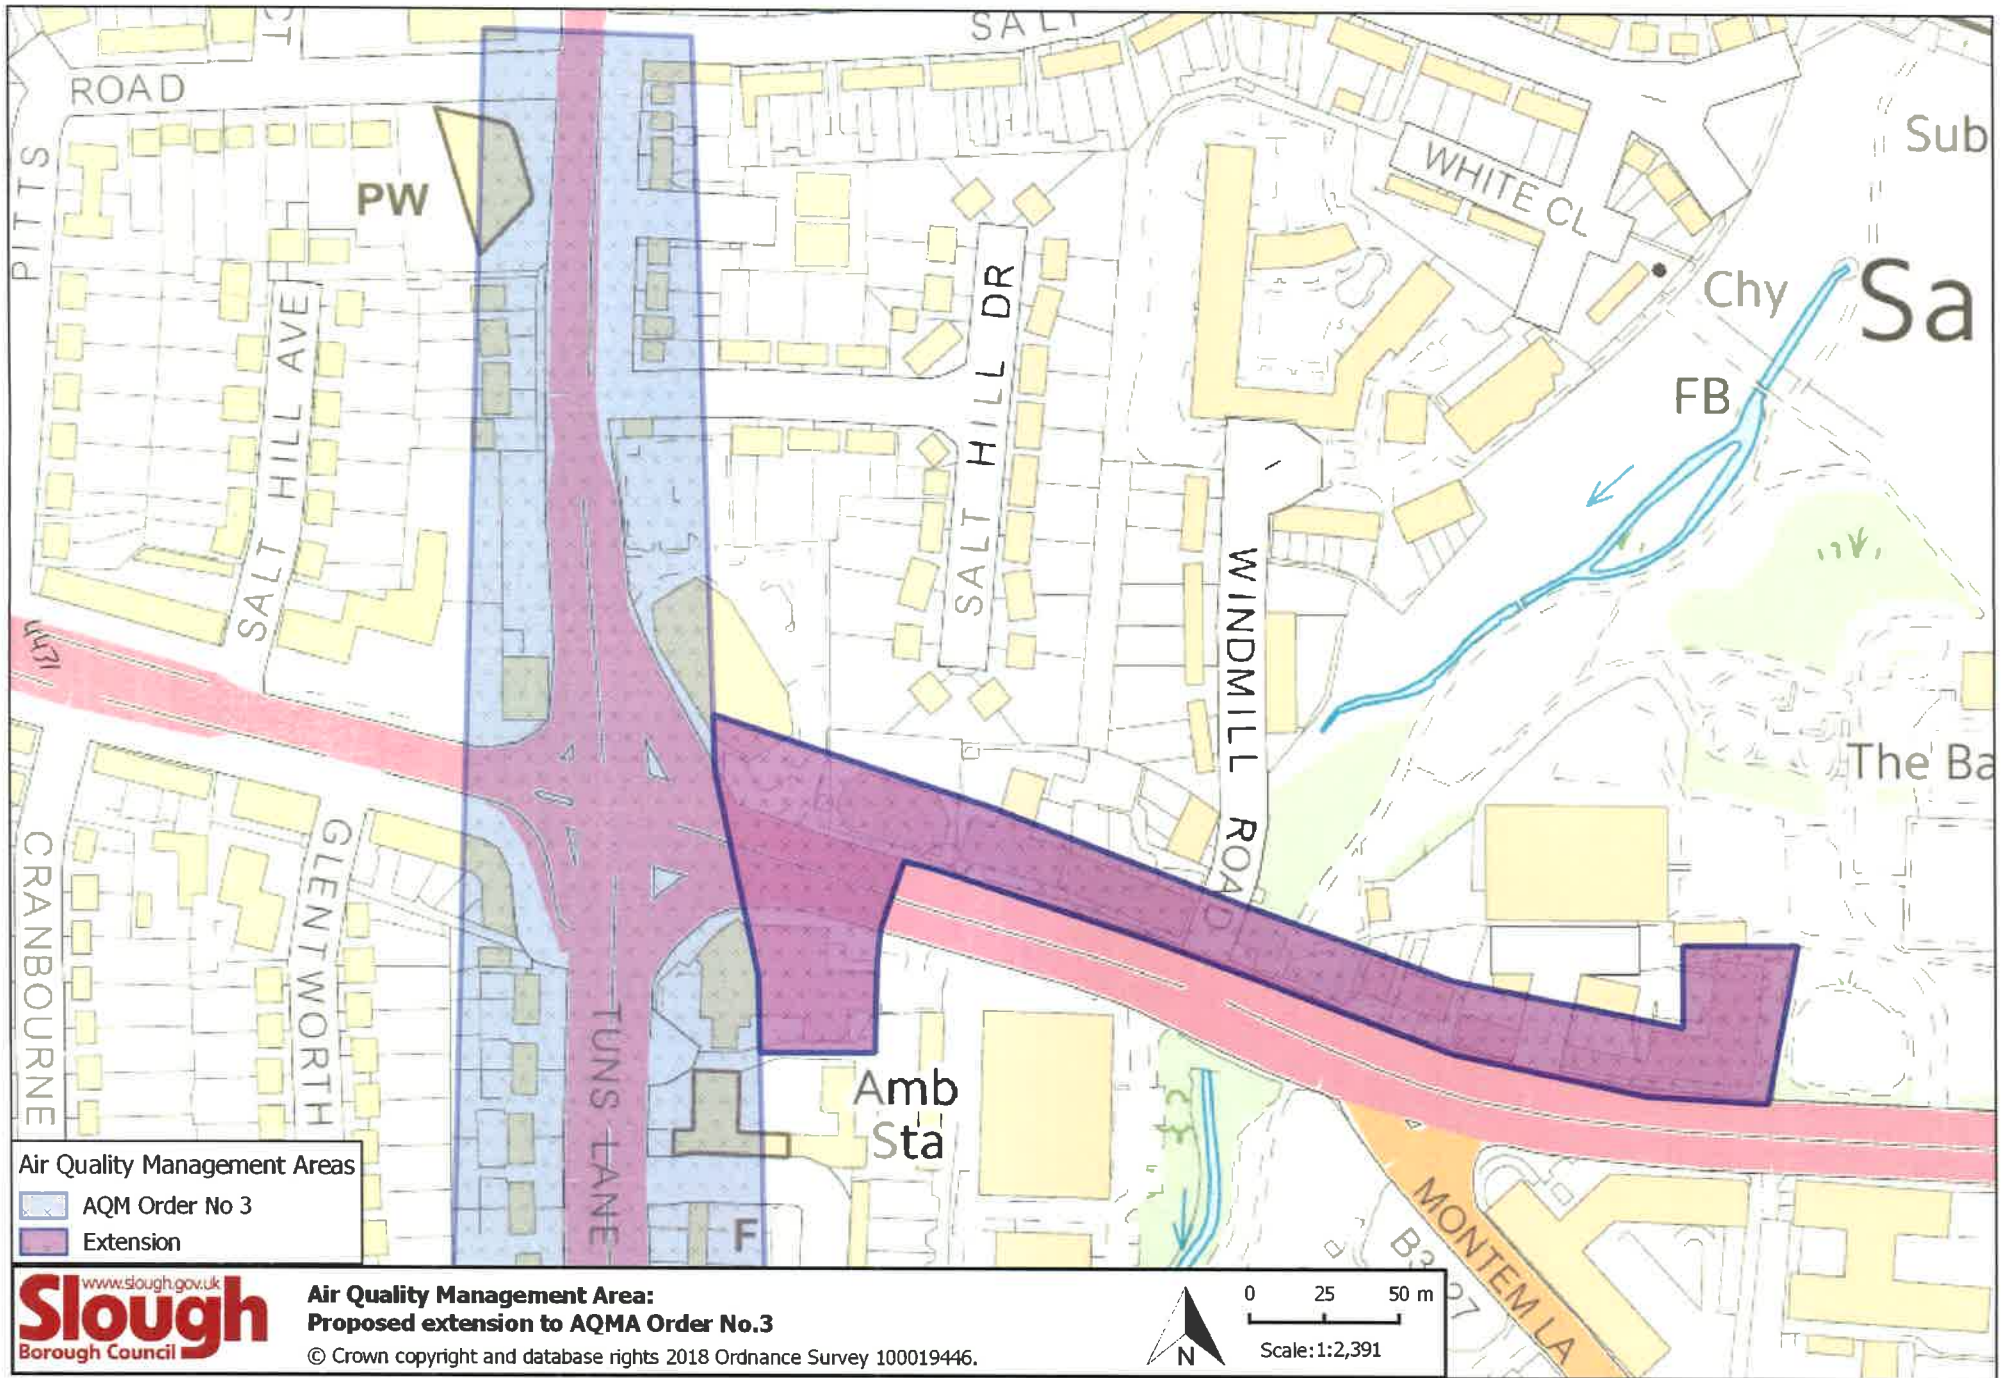 SALT
ROAD
PITTS
PW
SALT HILL AVE
SALT HILL DR
WHITE CL
Sub
Chy
Sa
FB
WINDMILL ROAD
4431
The Ba
CRANBOURNE
GLENTWORTH
TUNS LANE
Amb
Sta
F
MONTEM LA
Air Quality Management Areas
AQM Order No 3
Extension
www.slough.gov.uk
Slough
Borough Council
Air Quality Management Area:
Proposed extension to AQMA Order No.3
© Crown copyright and database rights 2018 Ordnance Survey 100019446.
N
0 25 50 m
Scale:1:2,391